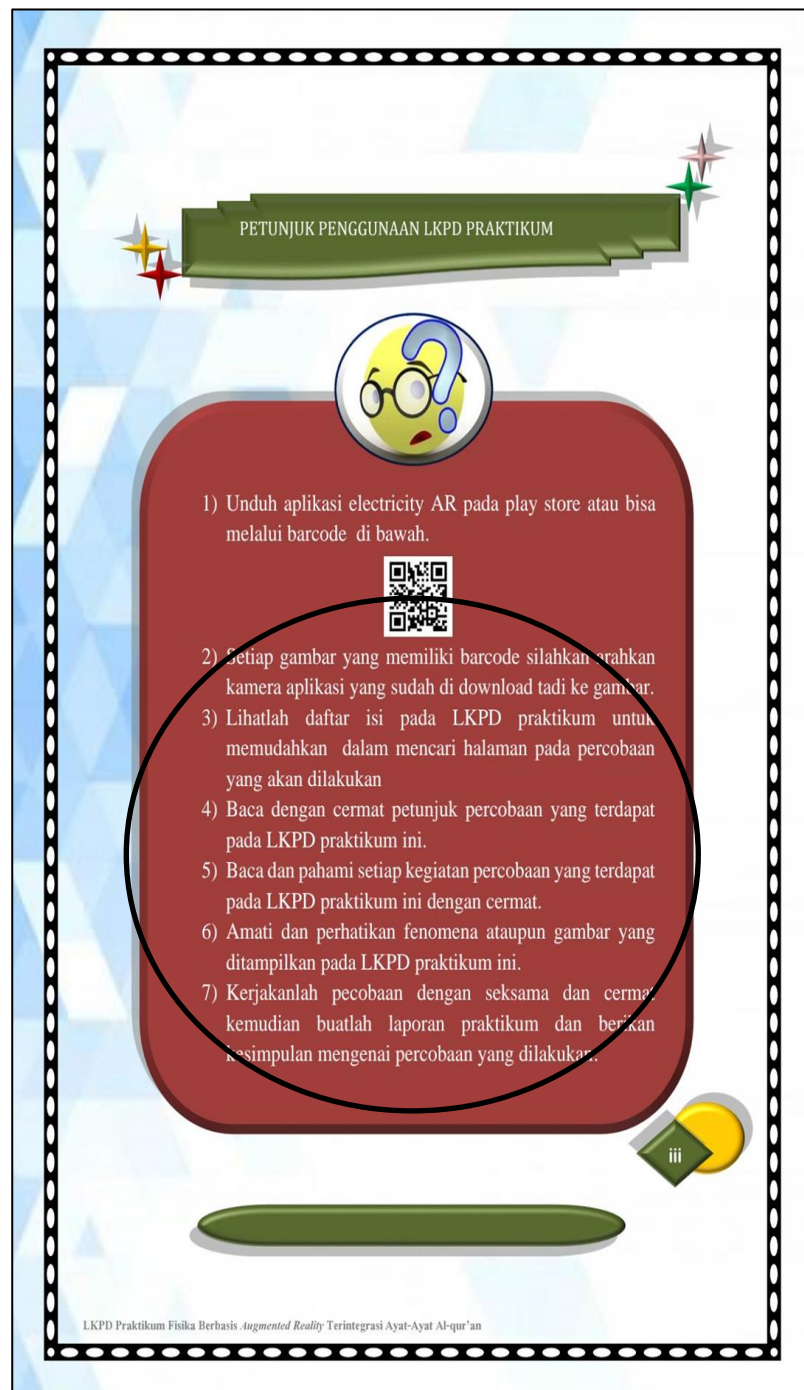 PETUNJUK PENGGUNAAN LKPD PRAKTIKUM
1) Unduh aplikasi electricity AR pada play store atau bisa
melalui barcode di bawah.
2) Setiap gambar yang memiliki barcode silahkan arahkan
kamera aplikasi yang sudah di download tadi ke gambar.
3) Lihatlah daftar isi pada LKPD praktikum untuk
memudahkan dalam mencari halaman pada percobaan
yang akan dilakukan
4) Baca dengan cermat petunjuk percobaan yang terdapat
pada LKPD praktikum ini.
5) Baca dan pahami setiap kegiatan percobaan yang terdapat
pada LKPD praktikum ini dengan cermat.
6) Amati dan perhatikan fenomena ataupun gambar yang
ditampilkan pada LKPD praktikum ini.
7) Kerjakanlah pecobaan dengan seksama dan cermat
kemudian buatlah laporan praktikum dan berikan
kesimpulan mengenai percobaan yang dilakukan.
iii
LKPD Praktikum Fisika Berbasis Augmented Reality Terintegrasi Ayat-Ayat Al-qur'an